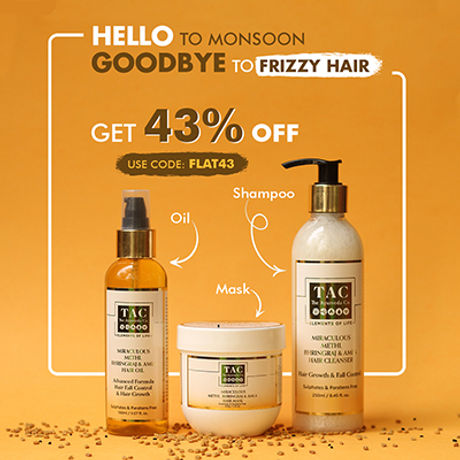 HELLO TO MONSOON
GOODBYE TO FRIZZY HAIR
GET 43% OFF
USE CODE: FLAT43
Shampoo
Oil
Mask
TAC
The Ayurveda Co.
ELEMENTS OF LIFE
MIRACULOUS
METHI,
BHRINGRAJ & AMLA
HAIR OIL
Advanced Formula
Hair Fall Control
& Hair Growth
Sulphates & Parabens Free
TAC
MIRACULOUS
METHI, BHRINGRAJ & AMLA
HAIR MASK
TAC
The Ayurveda Co.
ELEMENTS OF LIFE
MIRACULOUS
METHI,
BHRINGRAJ & AMLA
HAIR CLEANSER
Hair Growth & Fall Control
Sulphates & Parabens Free
250ml / 8.45 fl.oz.